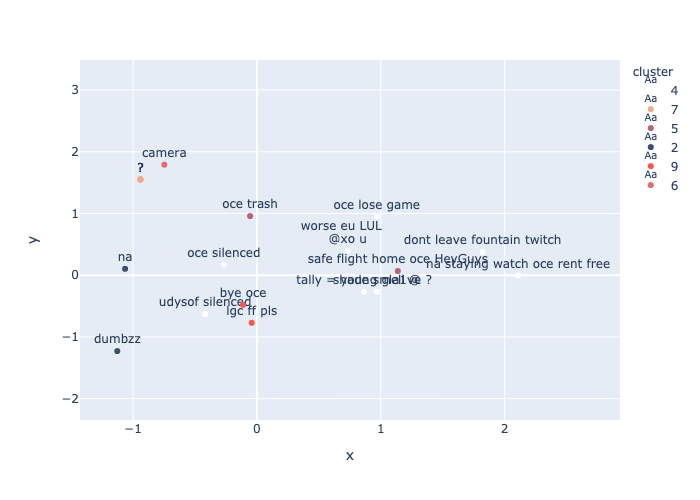 cluster
Aa 4
Aa 7
Aa 5
Aa 2
Aa 9
Aa 6
3
2
1
0
−1
−2
y
camera
?
oce trash
oce lose game
worse eu LUL
@xo u
dont leave fountain twitch
oce silenced
na
safe flight home oce HeyGuys
na staying watch oce rent free
tally =
?
bye oce
udysof silenced
lgc ff pls
dumbzz
−1
0
1
2
x